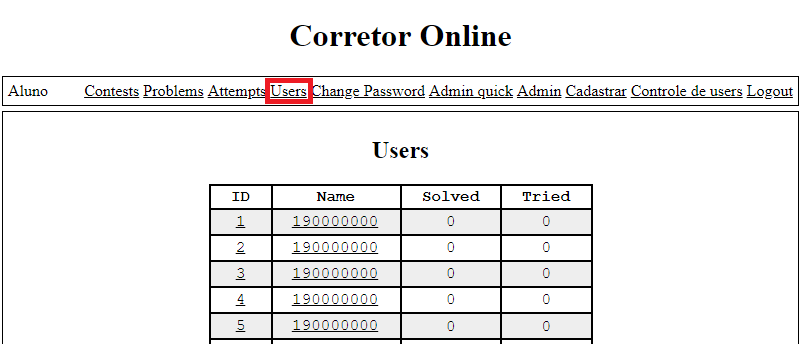 Corretor Online
Aluno Contests Problems Attempts Users Change Password Admin quick Admin Cadastrar Controle de users Logout
Users
ID Name Solved Tried
1 190000000 0 0
2 190000000 0 0
3 190000000 0 0
4 190000000 0 0
5 190000000 0 0